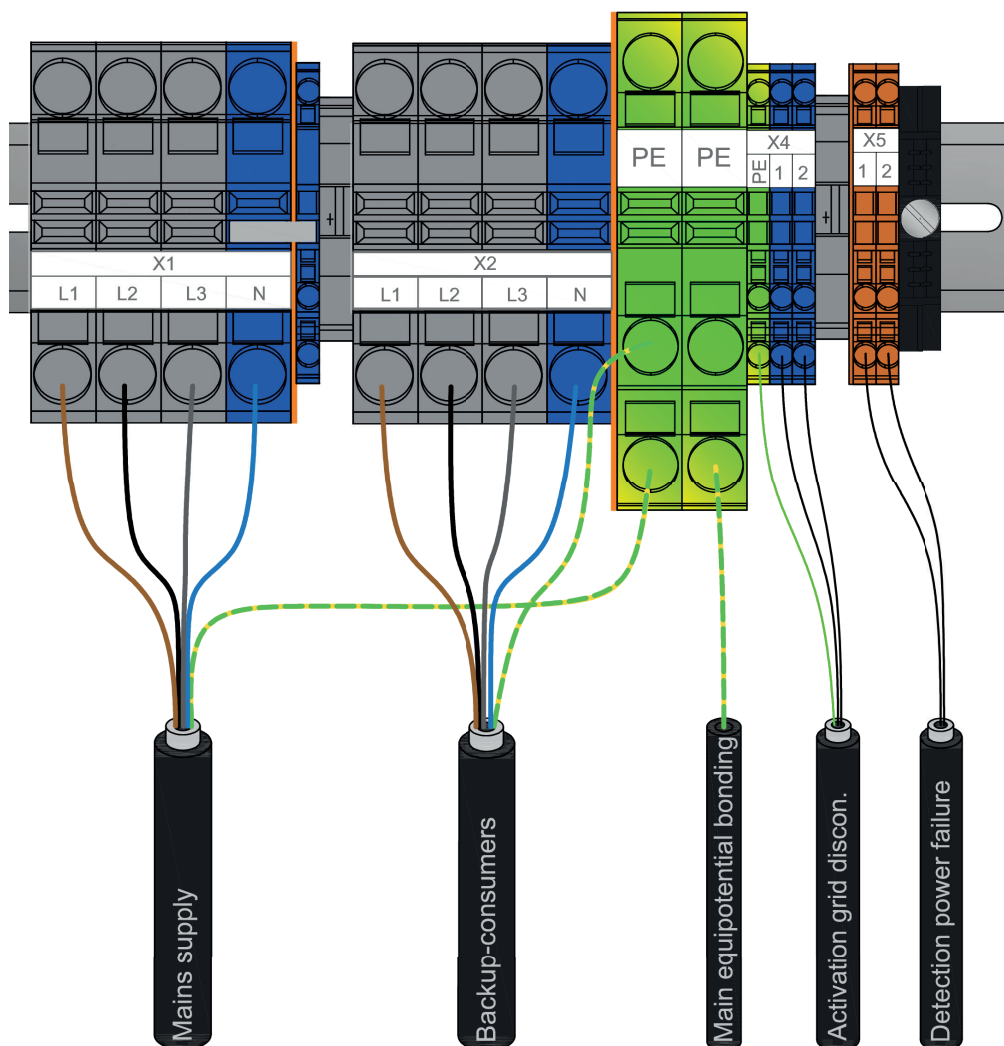 PE PE
X4
PE 1 2
X5
1 2
X1
L1 L2 L3 N
X2
L1 L2 L3 N
Mains supply
Backup-consumers
Main equipotential bonding
Activation grid discon.
Detection power failure